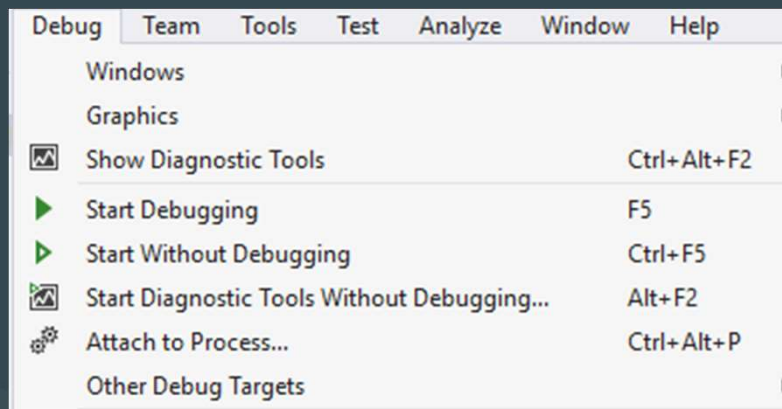 Debug Team Tools Test Analyze Window Help
Windows
Graphics
Show Diagnostic Tools Ctrl+Alt+F2
Start Debugging F5
Start Without Debugging Ctrl+F5
Start Diagnostic Tools Without Debugging... Alt+F2
Attach to Process... Ctrl+Alt+P
Other Debug Targets